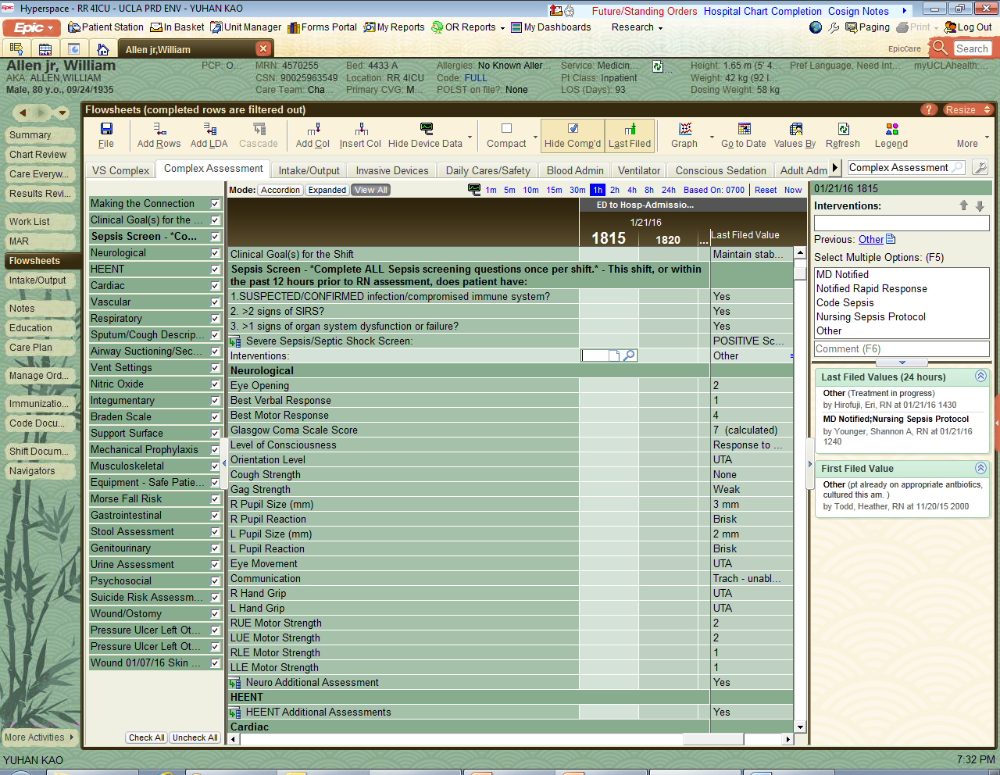 Hyperspace - RR 4ICU - UCLA PRD ENV - YUHAN KAO
Future/Standing Orders Hospital Chart Completion Cosign Notes
Epic Patient Station In Basket Unit Manager Forms Portal My Reports OR Reports My Dashboards Research Paging Print Log Out
Allen jr,William EpicCare Search
Allen jr, William PCP: O... MRN: 4570255 Bed: 4433 A Allergies: No Known Aller... Service: Medicin... Height: 1.65 m (5' 4... Pref Language, Need Int... myUCLAhealth....
AKA: ALLEN,WILLIAM CSN: 90025963549 Location: RR 4ICU Code: FULL Pt Class: Inpatient Weight: 42 kg (92 l...
Male, 80 y.o., 09/24/1935 Care Team: Cha... Primary CVG: M... POLST on file?: None LOS (Days): 93 Dosing Weight: 58 kg
Flowsheets (completed rows are filtered out) ? Resize
File Add Rows Add LDA Cascade Add Col Insert Col Hide Device Data Compact Hide Comp'd Last Filed Graph Go to Date Values By Refresh Legend More
VS Complex Complex Assessment Intake/Output Invasive Devices Daily Cares/Safety Blood Admin Ventilator Conscious Sedation Adult Adm Complex Assessment
Summary
Chart Review
Care Everyw...
Results Revi...
Work List
MAR
Flowsheets
Intake/Output
Notes
Education
Care Plan
Manage Ord...
Immunizatio...
Code Docu...
Shift Docum...
Navigators
More Activities
Making the Connection
Clinical Goal(s) for the ...
Sepsis Screen - *Co...
Neurological
HEENT
Cardiac
Vascular
Respiratory
Sputum/Cough Descrip...
Airway Suctioning/Sec...
Vent Settings
Nitric Oxide
Integumentary
Braden Scale
Support Surface
Mechanical Prophylaxis
Musculoskeletal
Equipment - Safe Patie...
Morse Fall Risk
Gastrointestinal
Stool Assessment
Genitourinary
Urine Assessment
Psychosocial
Suicide Risk Assessm...
Wound/Ostomy
Pressure Ulcer Left Ot...
Pressure Ulcer Left Ot...
Wound 01/07/16 Skin ...
Check All Uncheck All
Mode: Accordion Expanded View All 1m 5m 10m 15m 30m 1h 2h 4h 8h 24h Based On: 0700 Reset Now
ED to Hosp-Admissio...
1/21/16
1815 1820 ... Last Filed Value
Clinical Goal(s) for the Shift Maintain stab...
Sepsis Screen - *Complete ALL Sepsis screening questions once per shift.* - This shift, or within
the past 12 hours prior to RN assessment, does patient have:
1.SUSPECTED/CONFIRMED infection/compromised immune system? Yes
2. >2 signs of SIRS? Yes
3. >1 signs of organ system dysfunction or failure? Yes
Severe Sepsis/Septic Shock Screen: POSITIVE Sc...
Interventions: Other
Neurological
Eye Opening 2
Best Verbal Response 1
Best Motor Response 4
Glasgow Coma Scale Score 7 (calculated)
Level of Consciousness Response to ...
Orientation Level UTA
Cough Strength None
Gag Strength Weak
R Pupil Size (mm) 3 mm
R Pupil Reaction Brisk
L Pupil Size (mm) 2 mm
L Pupil Reaction Brisk
Eye Movement UTA
Communication Trach - unabl...
R Hand Grip UTA
L Hand Grip UTA
RUE Motor Strength 2
LUE Motor Strength 2
RLE Motor Strength 1
LLE Motor Strength 1
Neuro Additional Assessment Yes
HEENT
HEENT Additional Assessments Yes
Cardiac
01/21/16 1815
Interventions:
Previous: Other
Select Multiple Options: (F5)
MD Notified
Notified Rapid Response
Code Sepsis
Nursing Sepsis Protocol
Other
Comment (F6)
Last Filed Values (24 hours)
Other (Treatment in progress)
by Hirofuji, Eri, RN at 01/21/16 1430
MD Notified;Nursing Sepsis Protocol
by Younger, Shannon A, RN at 01/21/16
1240
First Filed Value
Other (pt already on appropriate antbiotics,
cultured this am. )
by Todd, Heather, RN at 11/20/15 2000
YUHAN KAO 7:32 PM